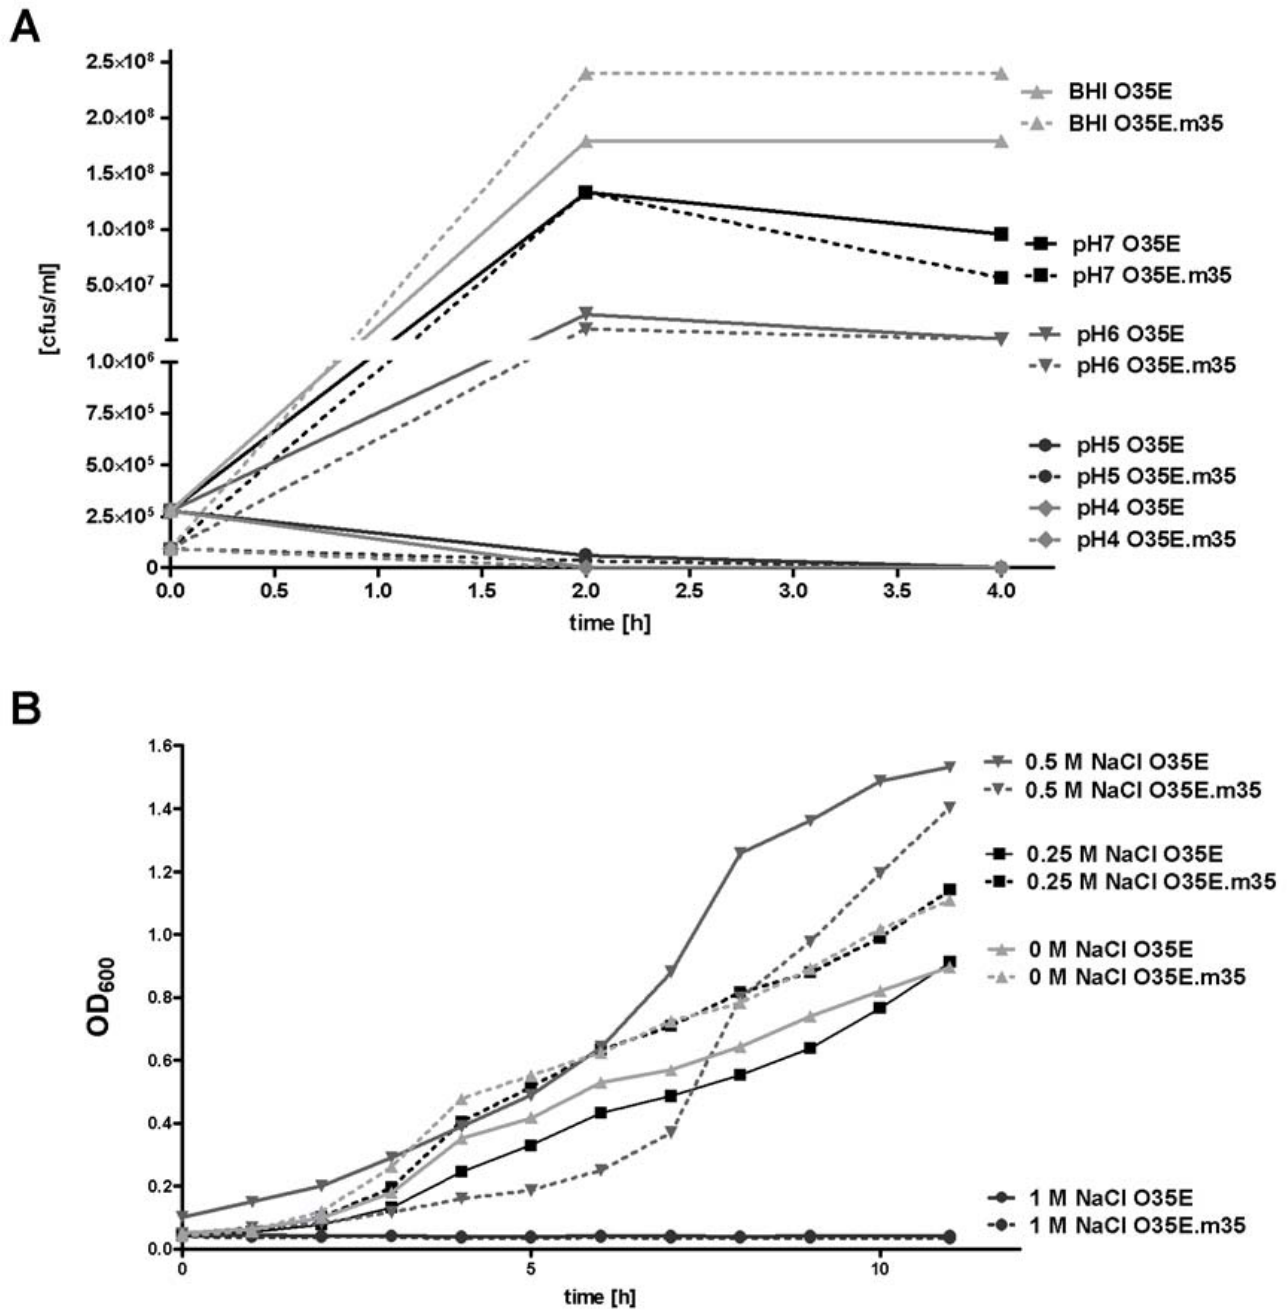 A
[cfus/ml]
2.5×10⁸
2.0×10⁸
1.5×10⁸
1.0×10⁸
5.0×10⁷
1.0×10⁶
7.5×10⁵
5.0×10⁵
2.5×10⁵
0
0.0 0.5 1.0 1.5 2.0 2.5 3.0 3.5 4.0
time [h]
BHI O35E
BHI O35E.m35
pH7 O35E
pH7 O35E.m35
pH6 O35E
pH6 O35E.m35
pH5 O35E
pH5 O35E.m35
pH4 O35E
pH4 O35E.m35
B
OD₆₀₀
1.6
1.4
1.2
1.0
0.8
0.6
0.4
0.2
0.0
0 5 10
time [h]
0.5 M NaCl O35E
0.5 M NaCl O35E.m35
0.25 M NaCl O35E
0.25 M NaCl O35E.m35
0 M NaCl O35E
0 M NaCl O35E.m35
1 M NaCl O35E
1 M NaCl O35E.m35